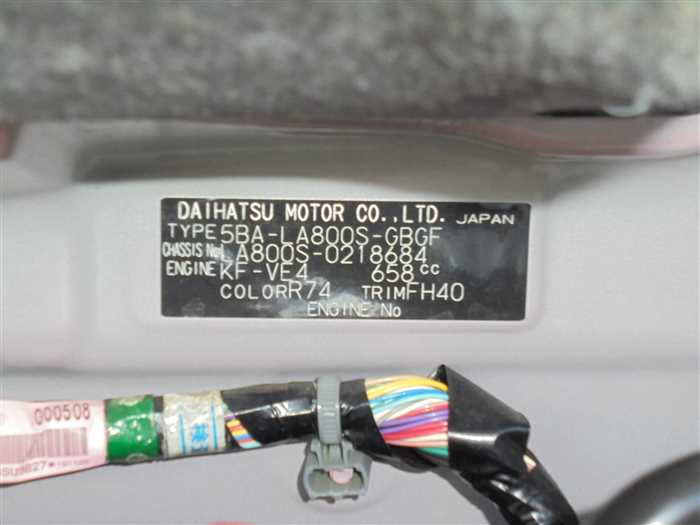 DAIHATSU MOTOR CO.,LTD. JAPAN
TYPE 5BA-LA800S-GBGF
CHASSIS No. LA800S-0218684
ENGINE KF-VE4 658cc
COLOR R74 TRIM FH40
ENGINE No
000508